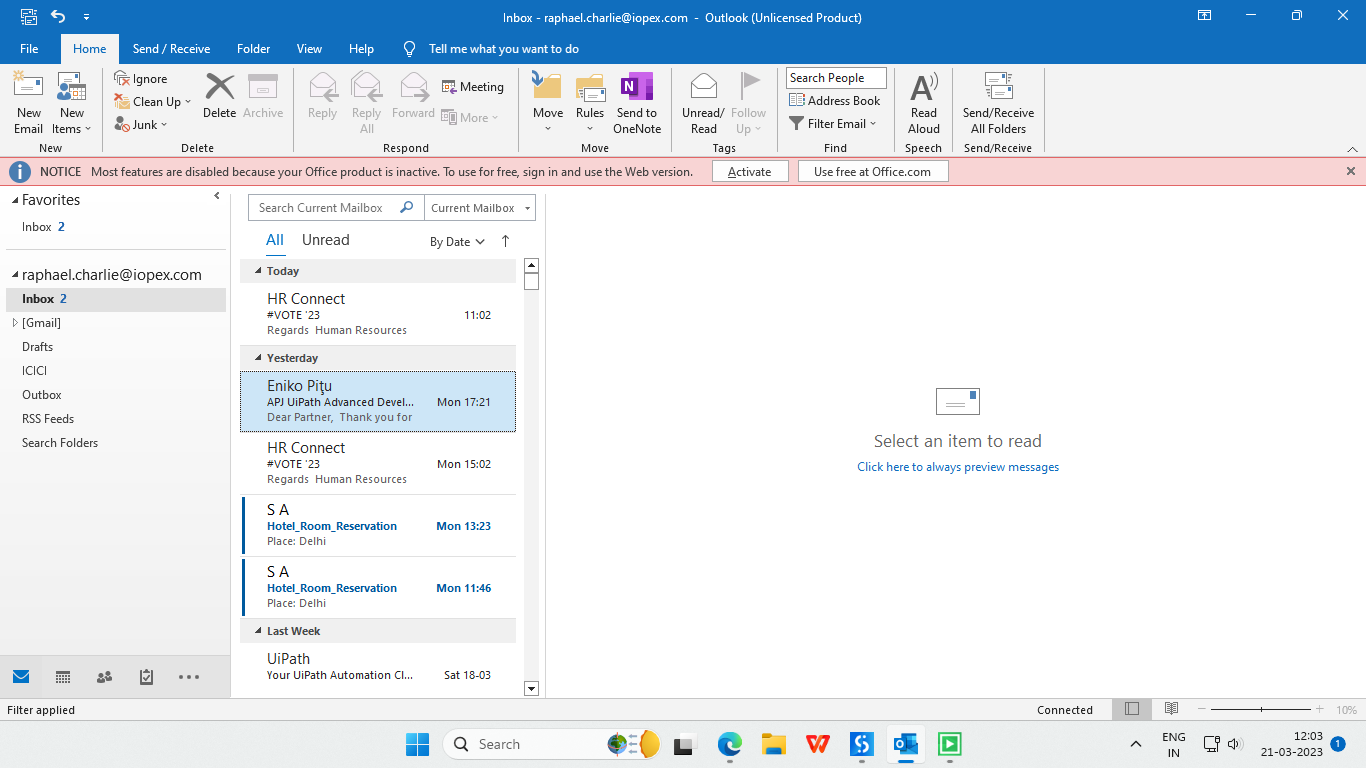 Inbox - raphael.charlie@iopex.com - Outlook (Unlicensed Product)
File Home Send / Receive Folder View Help Tell me what you want to do
New Email
New Items
New
Ignore
Clean Up
Junk
Delete
Archive
Delete
Reply
Reply All
Forward
Meeting
More
Respond
Move
Rules
Send to OneNote
Move
Unread/ Read
Follow Up
Tags
Search People
Address Book
Filter Email
Find
Read Aloud
Speech
Send/Receive All Folders
Send/Receive
NOTICE Most features are disabled because your Office product is inactive. To use for free, sign in and use the Web version. Activate Use free at Office.com
Favorites
Inbox 2
raphael.charlie@iopex.com
Inbox 2
[Gmail]
Drafts
ICICI
Outbox
RSS Feeds
Search Folders
Search Current Mailbox Current Mailbox
All Unread By Date
Today
HR Connect
#VOTE '23 11:02
Regards Human Resources
Yesterday
Eniko Piţu
APJ UiPath Advanced Devel... Mon 17:21
Dear Partner, Thank you for
HR Connect
#VOTE '23 Mon 15:02
Regards Human Resources
S A
Hotel_Room_Reservation Mon 13:23
Place: Delhi
S A
Hotel_Room_Reservation Mon 11:46
Place: Delhi
Last Week
UiPath
Your UiPath Automation Cl... Sat 18-03
Select an item to read
Click here to always preview messages
Filter applied Connected 10%
Search
ENG
IN
12:03
21-03-2023
1